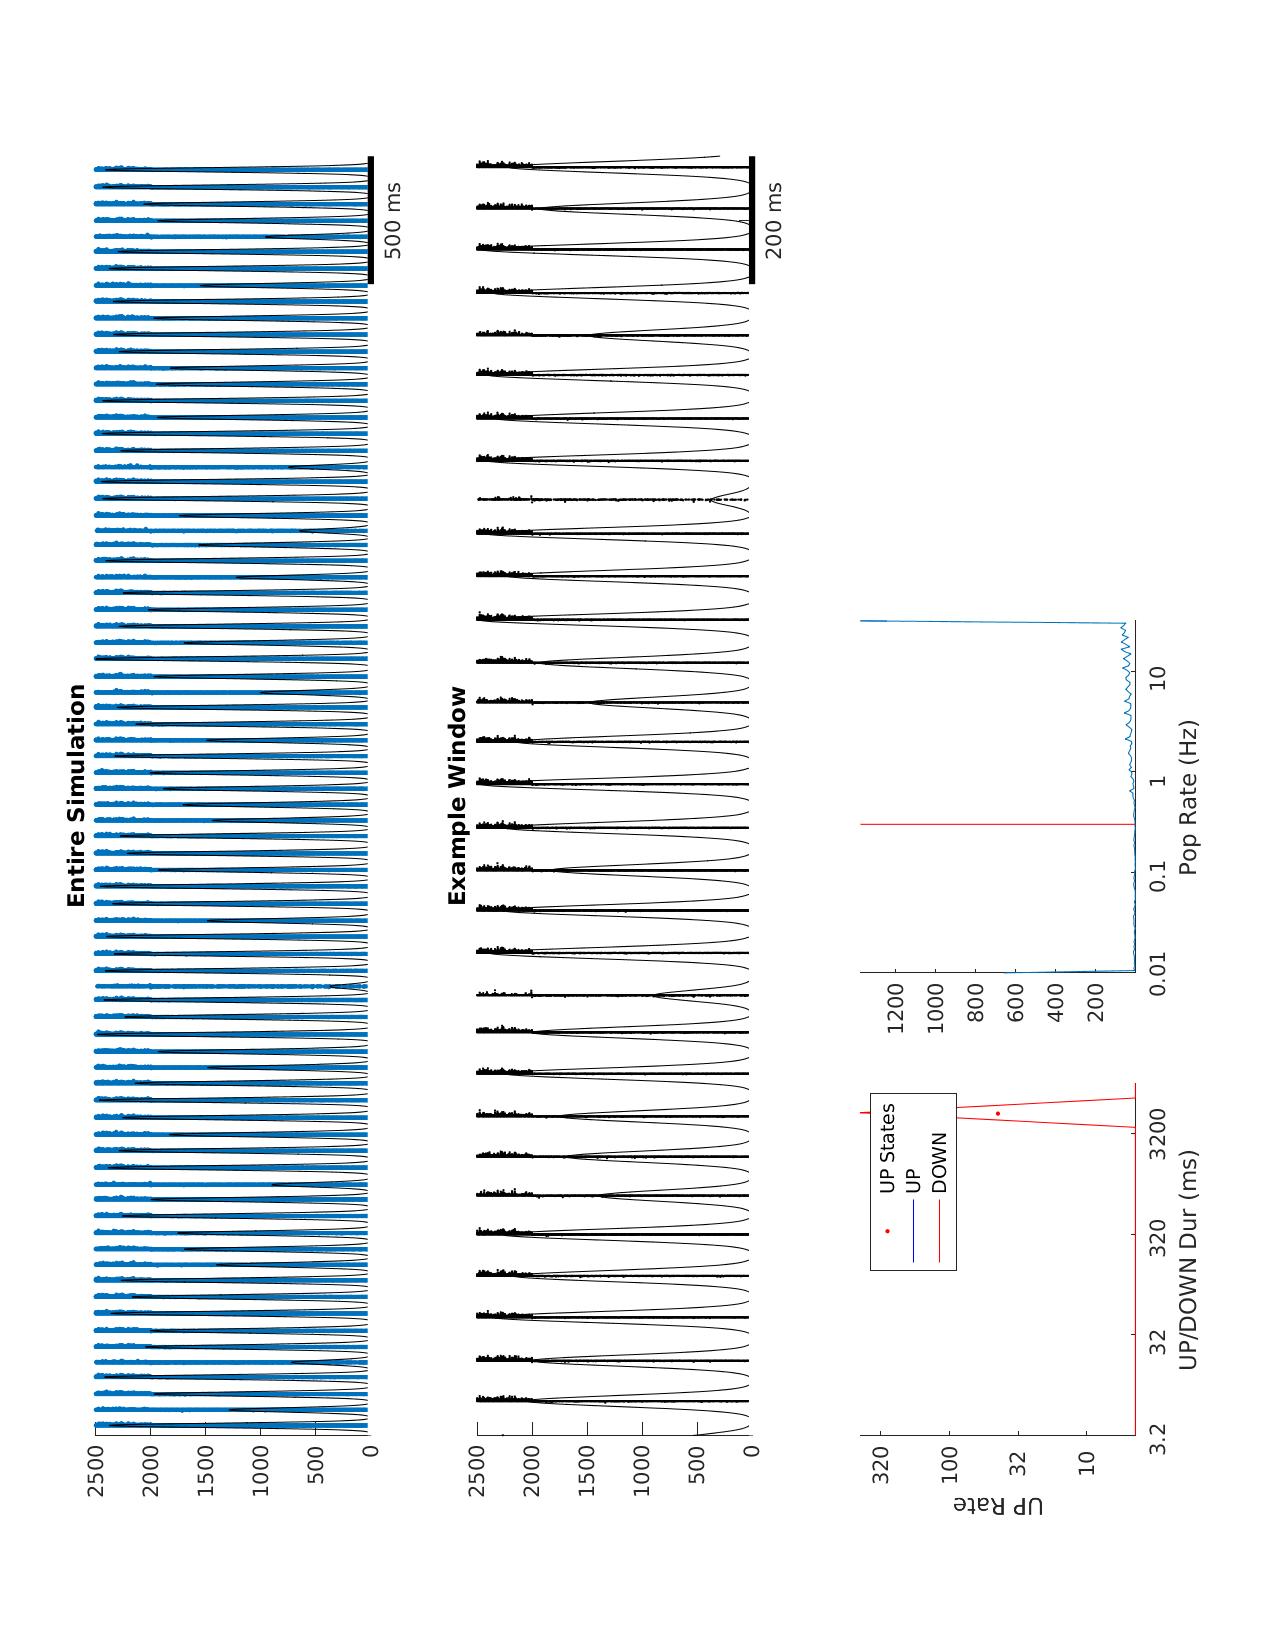 Entire Simulation
2500
2000
1500
1000
500
0
500 ms
Example Window
2500
2000
1500
1000
500
0
200 ms
UP Rate
320
100
32
10
3.2 32 320 3200
UP/DOWN Dur (ms)
UP States
UP
DOWN
1200
1000
800
600
400
200
0.01 0.1 1 10
Pop Rate (Hz)